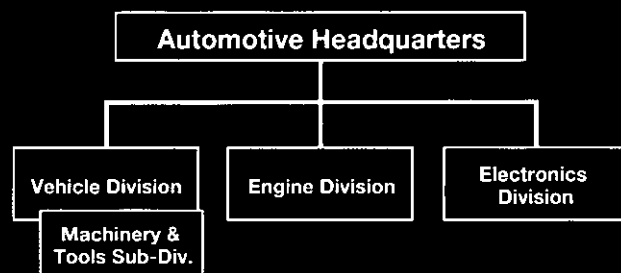 Automotive Headquarters
Vehicle Division
Engine Division
Electronics
Division
Machinery &
Tools Sub-Div.